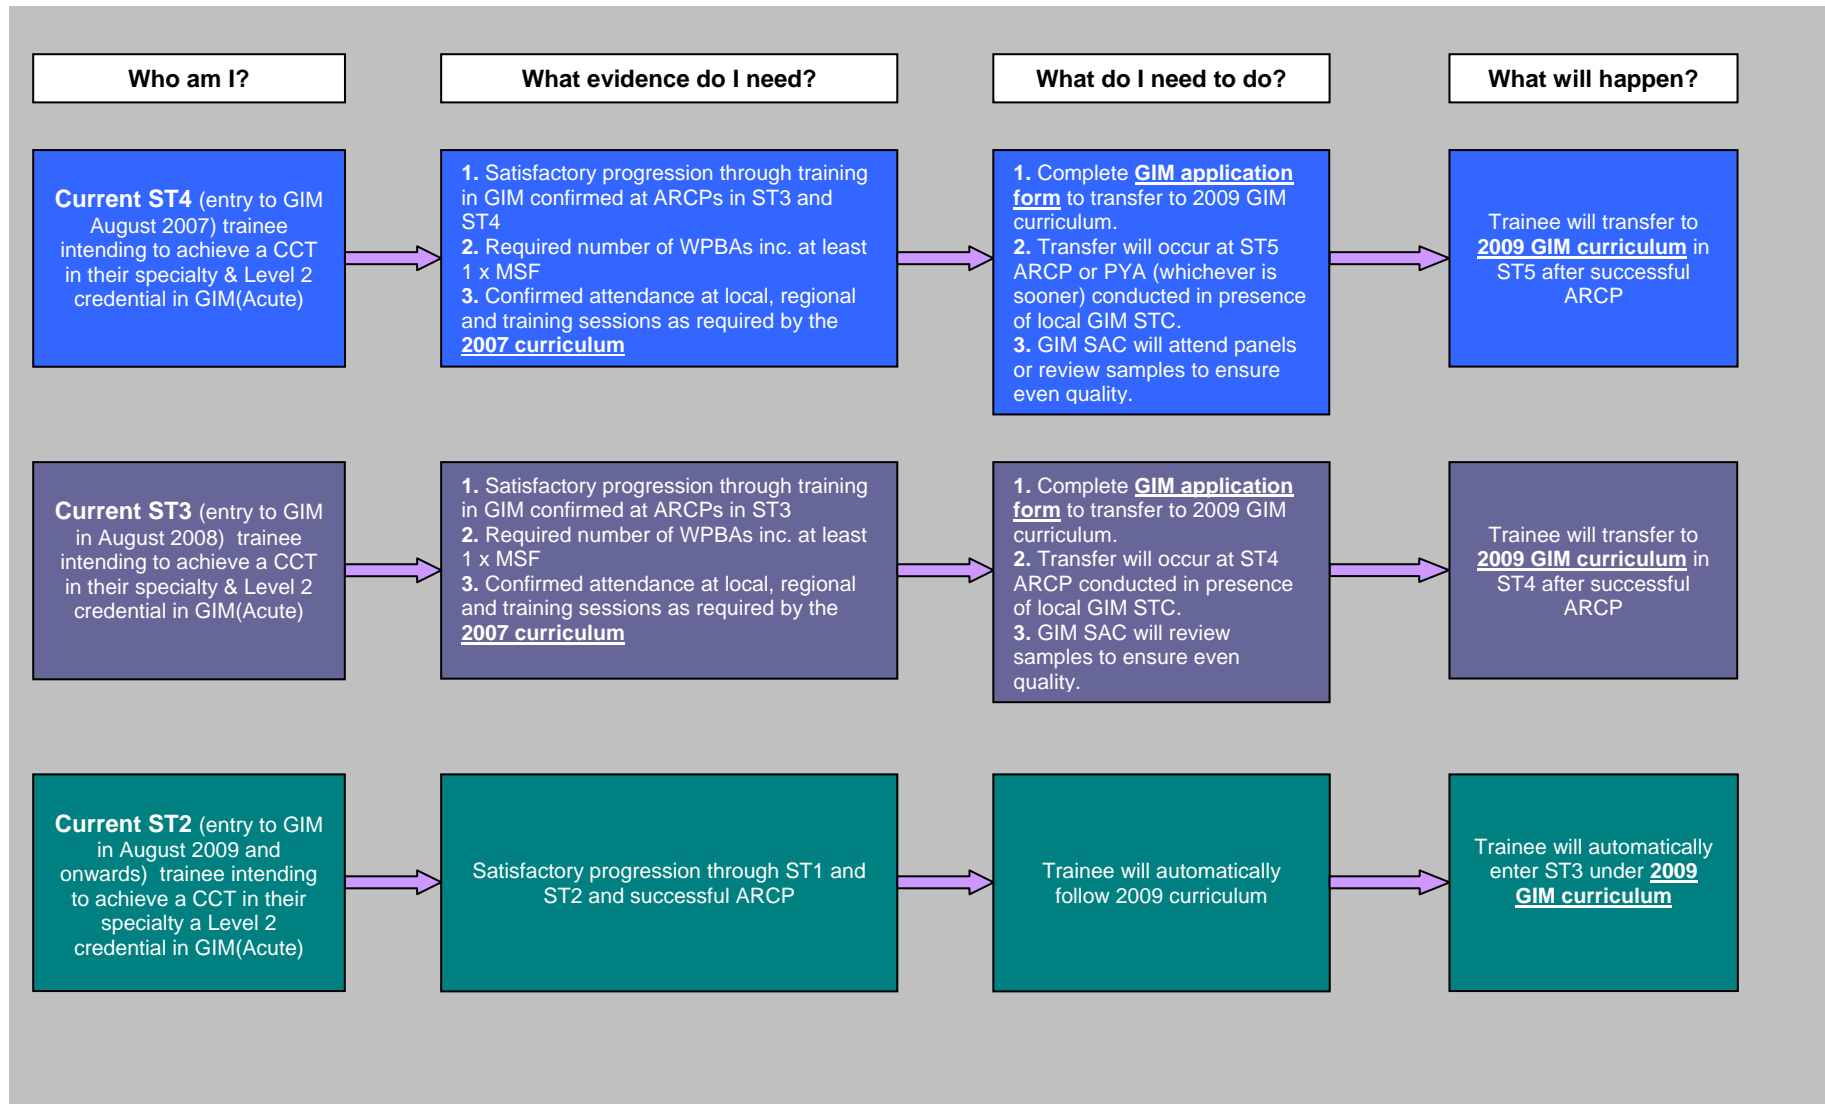 Who am I?
What evidence do I need?
What do I need to do?
What will happen?
Current ST4 (entry to GIM
August 2007) trainee
intending to achieve a CCT
in their specialty & Level 2
credential in GIM(Acute)
1. Satisfactory progression through training
in GIM confirmed at ARCPs in ST3 and
ST4
2. Required number of WPBAs inc. at least
1 x MSF
3. Confirmed attendance at local, regional
and training sessions as required by the
2007 curriculum
1. Complete GIM application
form to transfer to 2009 GIM
curriculum.
2. Transfer will occur at ST5
ARCP or PYA (whichever is
sooner) conducted in presence
of local GIM STC.
3. GIM SAC will attend panels
or review samples to ensure
even quality.
Trainee will transfer to
2009 GIM curriculum in
ST5 after successful
ARCP
Current ST3 (entry to GIM
in August 2008) trainee
intending to achieve a CCT
in their specialty & Level 2
credential in GIM(Acute)
1. Satisfactory progression through training
in GIM confirmed at ARCPs in ST3
2. Required number of WPBAs inc. at least
1 x MSF
3. Confirmed attendance at local, regional
and training sessions as required by the
2007 curriculum
1. Complete GIM application
form to transfer to 2009 GIM
curriculum.
2. Transfer will occur at ST4
ARCP conducted in presence
of local GIM STC.
3. GIM SAC will review
samples to ensure even
quality.
Trainee will transfer to
2009 GIM curriculum in
ST4 after successful
ARCP
Current ST2 (entry to GIM
in August 2009 and
onwards) trainee intending
to achieve a CCT in their
specialty a Level 2
credential in GIM(Acute)
Satisfactory progression through ST1 and
ST2 and successful ARCP
Trainee will automatically
follow 2009 curriculum
Trainee will automatically
enter ST3 under 2009
GIM curriculum